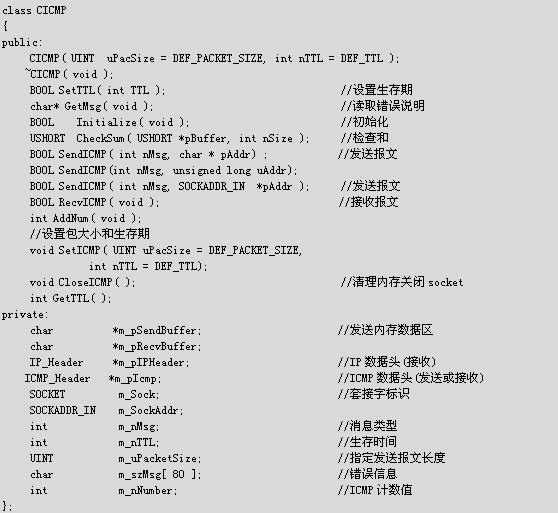 class CICMP
{
public:
CICMP( UINT uPacSize = DEF_PACKET_SIZE, int nTTL = DEF_TTL );
~CICMP( void );
BOOL SetTTL( int TTL ); //设置生存期
char* GetMsg( void ); //读取错误说明
BOOL Initialize( void ); //初始化
USHORT CheckSum( USHORT *pBuffer, int nSize ); //检查和
BOOL SendICMP( int nMsg, char * pAddr) ; //发送报文
BOOL SendICMP(int nMsg, unsigned long uAddr);
BOOL SendICMP( int nMsg, SOCKADDR_IN *pAddr ); //发送报文
BOOL RecvICMP( void ); //接收报文
int AddNum( void );
//设置包大小和生存期
void SetICMP( UINT uPacSize = DEF_PACKET_SIZE,
int nTTL = DEF_TTL);
void CloseICMP( ); //清理内存关闭 socket
int GetTTL( );
private:
char *m_pSendBuffer; //发送内存数据区
char *m_pRecvBuffer;
IP_Header *m_pIPHeader; //IP 数据头(接收)
ICMP_Header *m_pIcmp; //ICMP 数据头(发送或接收)
SOCKET m_Sock; //套接字标识
SOCKADDR_IN m_SockAddr;
int m_nMsg; //消息类型
int m_nTTL; //生存时间
UINT m_uPacketSize; //指定发送报文长度
char m_szMsg[ 80 ]; //错误信息
int m_nNumber; //ICMP 计数值
};